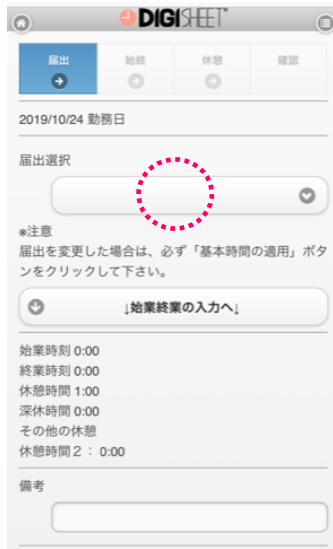 DIGISHEET
届出
始終
休憩
確認
2019/10/24 勤務日
届出選択
※注意
届出を変更した場合は、必ず「基本時間の適用」ボタ
ンをクリックして下さい。
↓始業終業の入力へ↓
始業時刻 0:00
終業時刻 0:00
休憩時間 1:00
深休時間 0:00
その他の休憩
休憩時間２： 0:00
備考